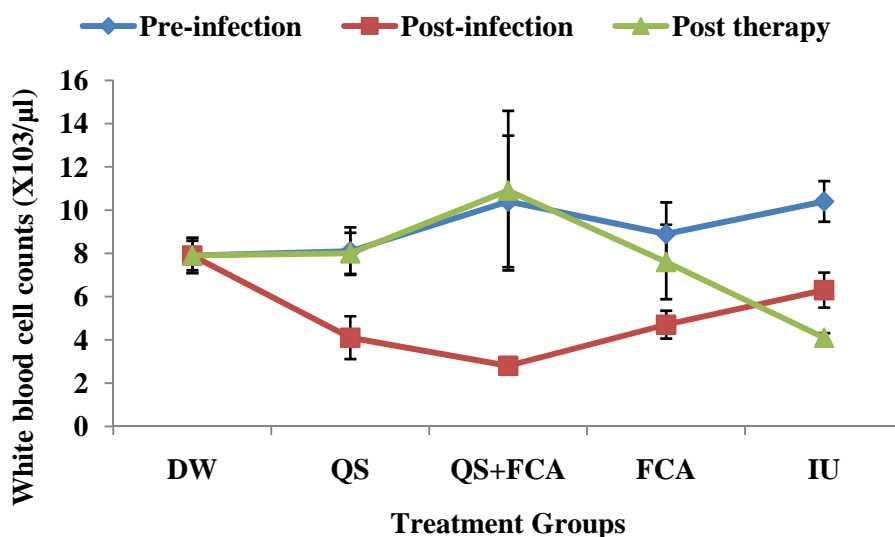 Pre-infection Post-infection Post therapy
White blood cell counts (X103/µl)
16
14
12
10
8
6
4
2
0
DW QS QS+FCA FCA IU
Treatment Groups